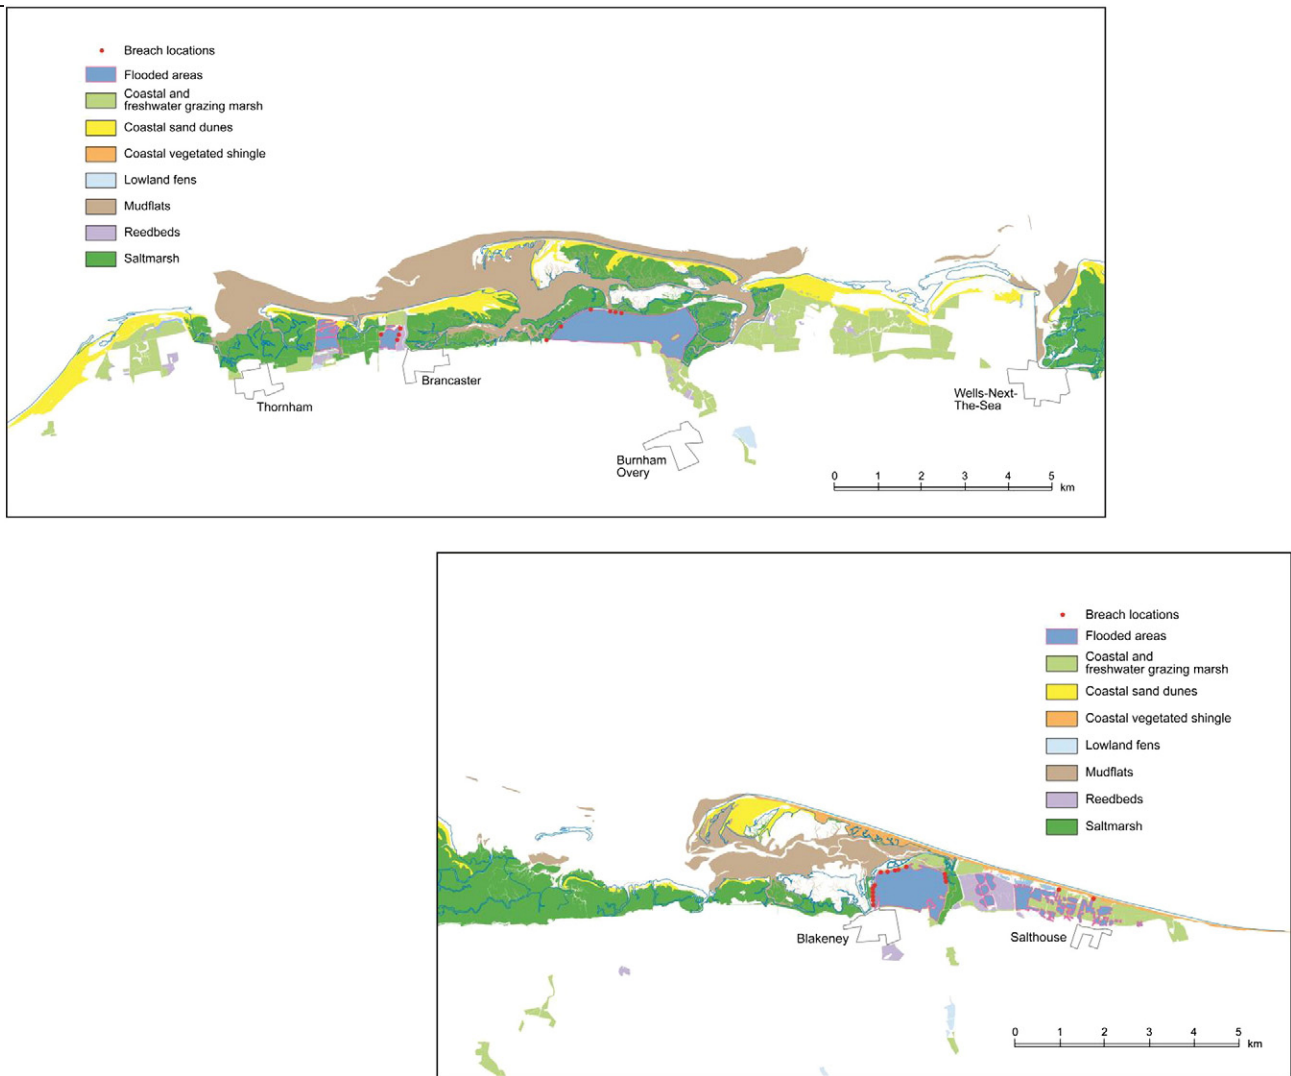 Breach locations
Flooded areas
Coastal and
freshwater grazing marsh
Coastal sand dunes
Coastal vegetated shingle
Lowland fens
Mudflats
Reedbeds
Saltmarsh
Thornham
Brancaster
Burnham
Overy
Wells-Next-
The-Sea
0 1 2 3 4 5
km
Breach locations
Flooded areas
Coastal and
freshwater grazing marsh
Coastal sand dunes
Coastal vegetated shingle
Lowland fens
Mudflats
Reedbeds
Saltmarsh
Blakeney
Salthouse
0 1 2 3 4 5
km